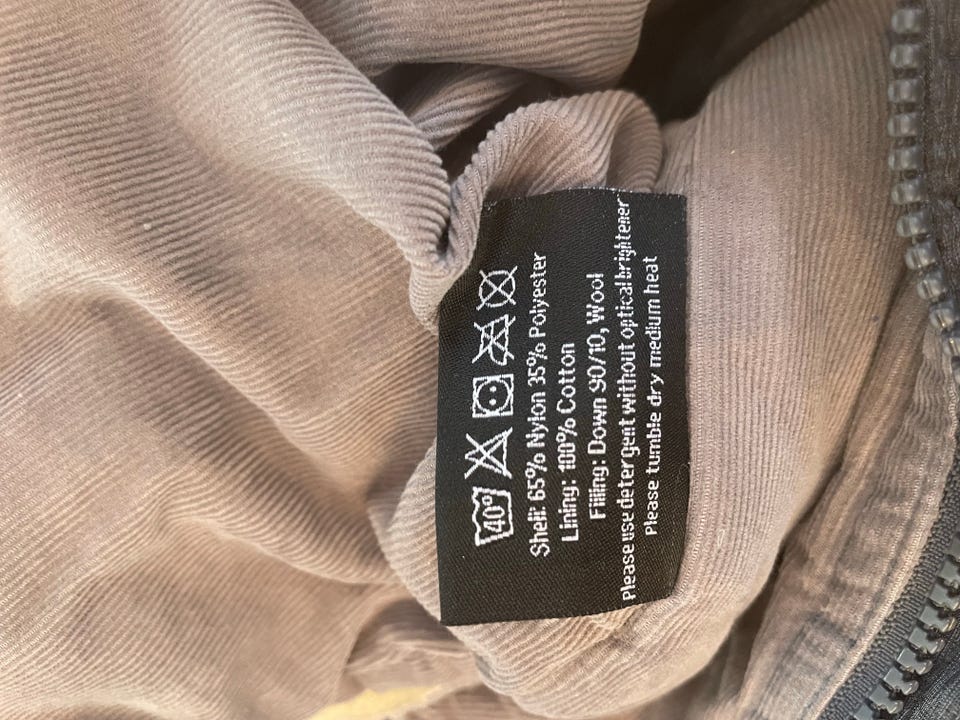 40°
Shell: 65% Nylon 35% Polyester
Lining: 100% Cotton
Filling: Down 90/10, Wool
Please use detergent without optical brightener
Please tumble dry medium heat